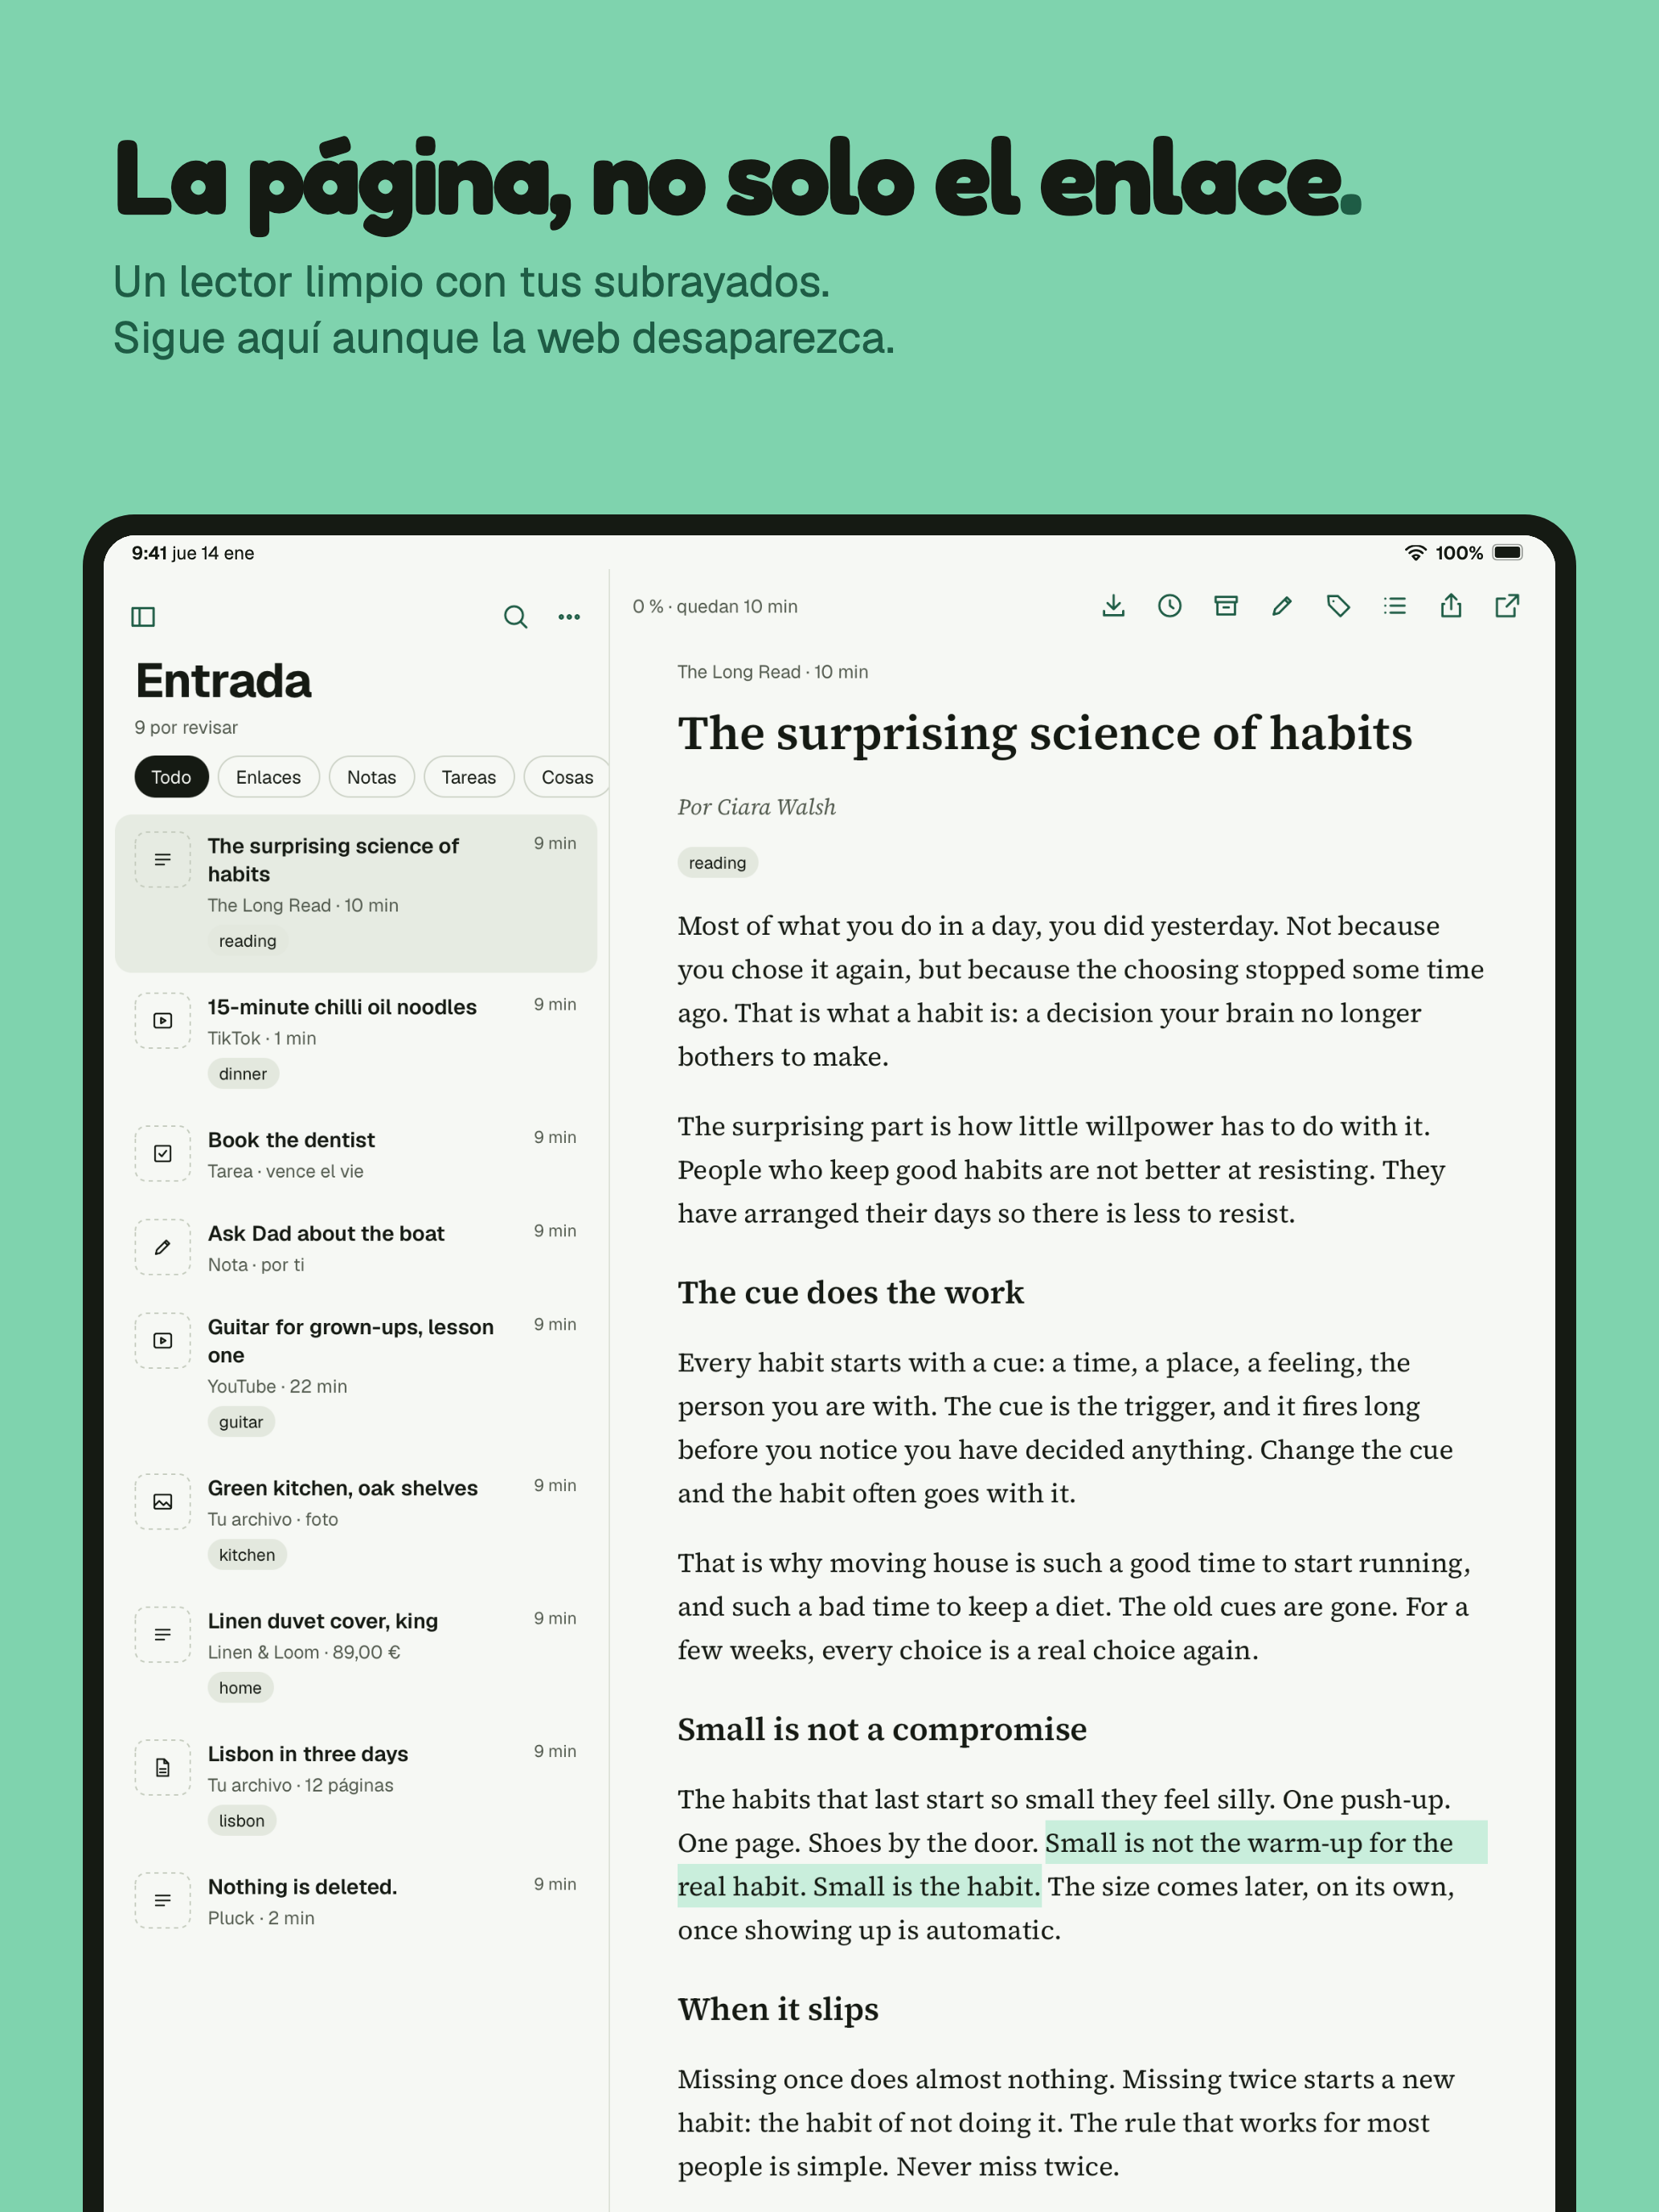 La página, no solo el enlace.
Un lector limpio con tus subrayados.
Sigue aquí aunque la web desaparezca.
9:41 jue 14 ene
100%
Entrada
9 por revisar
Todo
Enlaces
Notas
Tareas
Cosas
The surprising science of
habits
9 min
The Long Read · 10 min
reading
15-minute chilli oil noodles
9 min
TikTok · 1 min
dinner
Book the dentist
9 min
Tarea · vence el vie
Ask Dad about the boat
9 min
Nota · por ti
Guitar for grown-ups, lesson
one
9 min
YouTube · 22 min
guitar
Green kitchen, oak shelves
9 min
Tu archivo · foto
kitchen
Linen duvet cover, king
9 min
Linen & Loom · 89,00 €
home
Lisbon in three days
9 min
Tu archivo · 12 páginas
lisbon
Nothing is deleted.
9 min
Pluck · 2 min
0 % · quedan 10 min
The Long Read · 10 min
The surprising science of habits
Por Ciara Walsh
reading
Most of what you do in a day, you did yesterday. Not because
you chose it again, but because the choosing stopped some time
ago. That is what a habit is: a decision your brain no longer
bothers to make.
The surprising part is how little willpower has to do with it.
People who keep good habits are not better at resisting. They
have arranged their days so there is less to resist.
The cue does the work
Every habit starts with a cue: a time, a place, a feeling, the
person you are with. The cue is the trigger, and it fires long
before you notice you have decided anything. Change the cue
and the habit often goes with it.
That is why moving house is such a good time to start running,
and such a bad time to keep a diet. The old cues are gone. For a
few weeks, every choice is a real choice again.
Small is not a compromise
The habits that last start so small they feel silly. One push-up.
One page. Shoes by the door. Small is not the warm-up for the
real habit. Small is the habit. The size comes later, on its own,
once showing up is automatic.
When it slips
Missing once does almost nothing. Missing twice starts a new
habit: the habit of not doing it. The rule that works for most
people is simple. Never miss twice.